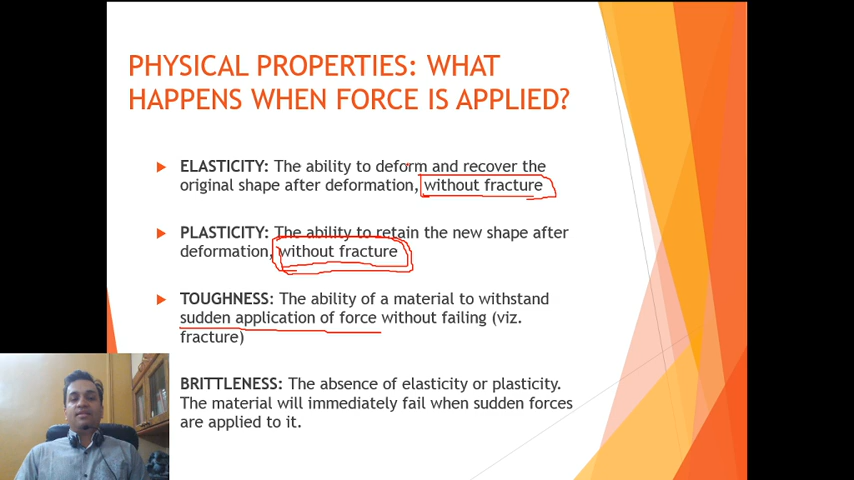 PHYSICAL PROPERTIES: WHAT
HAPPENS WHEN FORCE IS APPLIED?
ELASTICITY: The ability to deform and recover the
original shape after deformation, without fracture
PLASTICITY: The ability to retain the new shape after
deformation, without fracture
TOUGHNESS: The ability of a material to withstand
sudden application of force without failing (viz.
fracture)
BRITTLENESS: The absence of elasticity or plasticity.
The material will immediately fail when sudden forces
are applied to it.